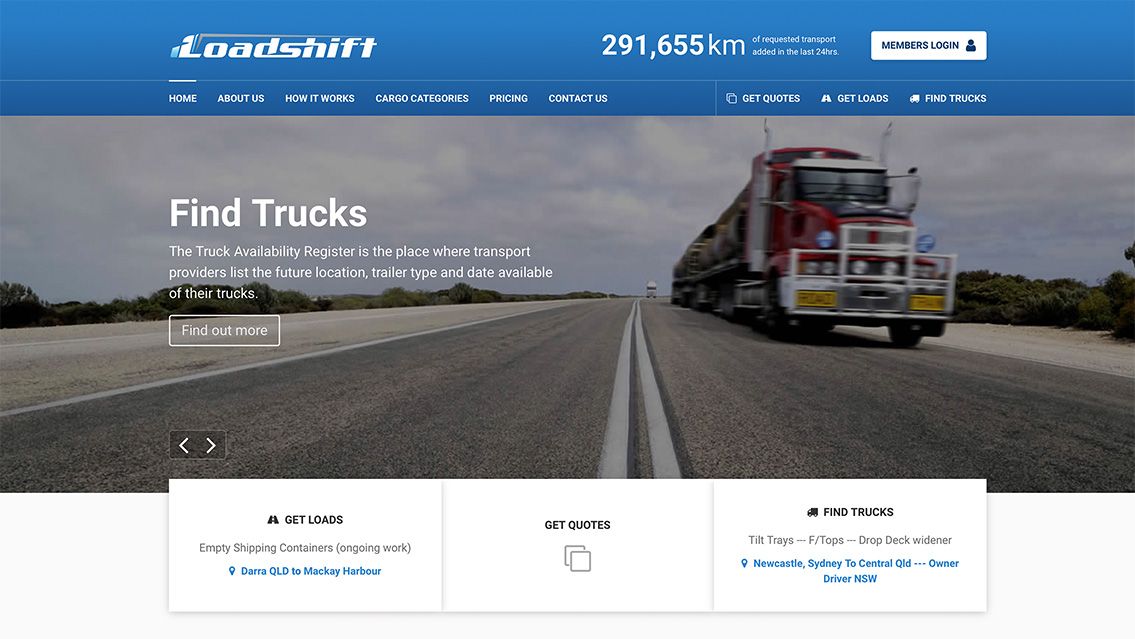 Loadshift
291,655km
of requested transport
added in the last 24hrs.
MEMBERS LOGIN
HOME ABOUT US HOW IT WORKS CARGO CATEGORIES PRICING CONTACT US GET QUOTES GET LOADS FIND TRUCKS
Find Trucks
The Truck Availability Register is the place where transport
providers list the future location, trailer type and date available
of their trucks.
Find out more
ROAD
GET LOADS
Empty Shipping Containers (ongoing work)
Darra QLD to Mackay Harbour
GET QUOTES
FIND TRUCKS
Tilt Trays --- F/Tops --- Drop Deck widener
Newcastle, Sydney To Central Qld --- Owner
Driver NSW